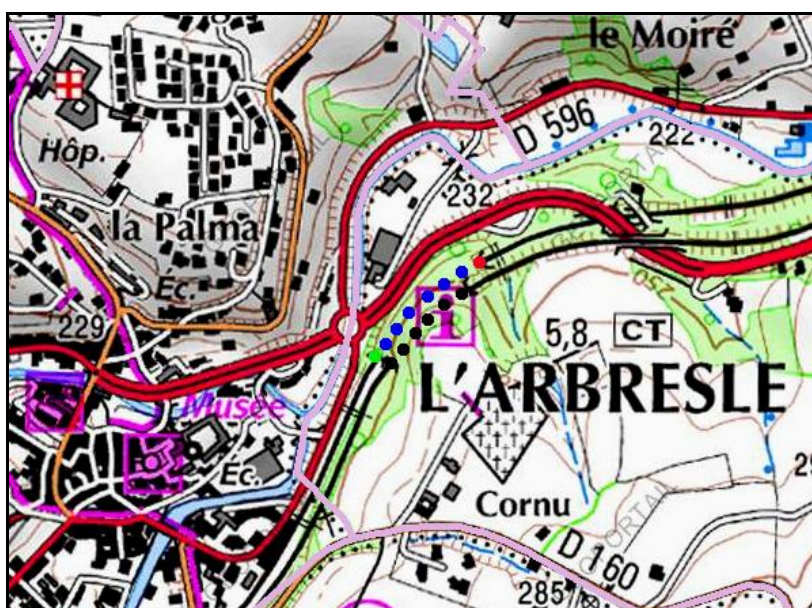 le Moiré
D 596
222
Hôp.
232
la Palma
Éc.
250
229
i
5,8
CT
L'ARBRESLE
Musée
Éc.
Cornu
D 160
285